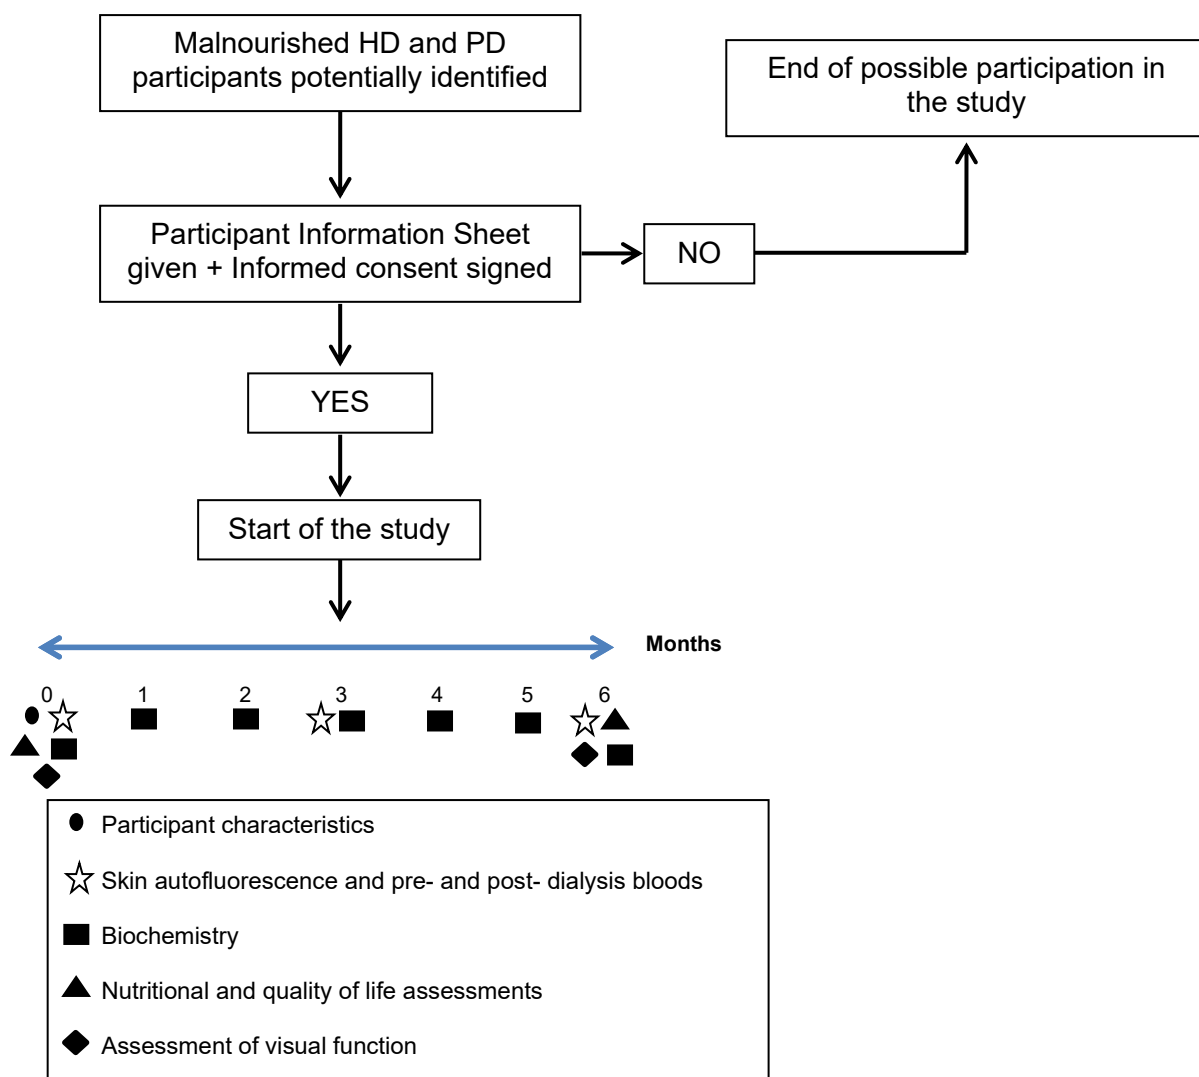 Malnourished HD and PD
participants potentially identified
End of possible participation in
the study
Participant Information Sheet
given + Informed consent signed
NO
YES
Start of the study
Months
0 1 2 3 4 5 6
Participant characteristics
Skin autofluorescence and pre- and post- dialysis bloods
Biochemistry
Nutritional and quality of life assessments
Assessment of visual function